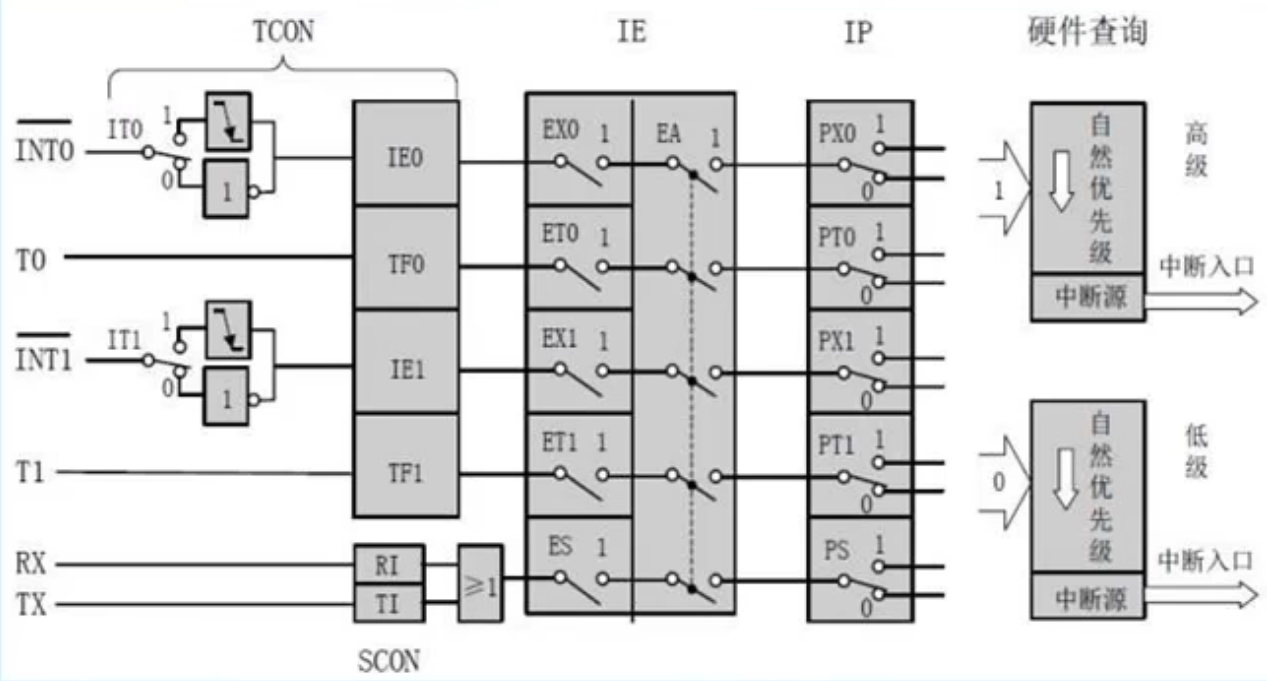 TCON
IE
IP
硬件查询
INT0
IT0
1
0
1
IE0
EX0 1
EA 1
PX0 1
0
1
自然优先级
高级
中断源
中断入口
T0
TF0
ET0 1
PT0 1
0
INT1
IT1
1
0
1
IE1
EX1 1
PX1 1
0
T1
TF1
ET1 1
PT1 1
0
0
自然优先级
低级
中断源
中断入口
RX
RI
TX
TI
≥1
ES 1
PS 1
0
SCON